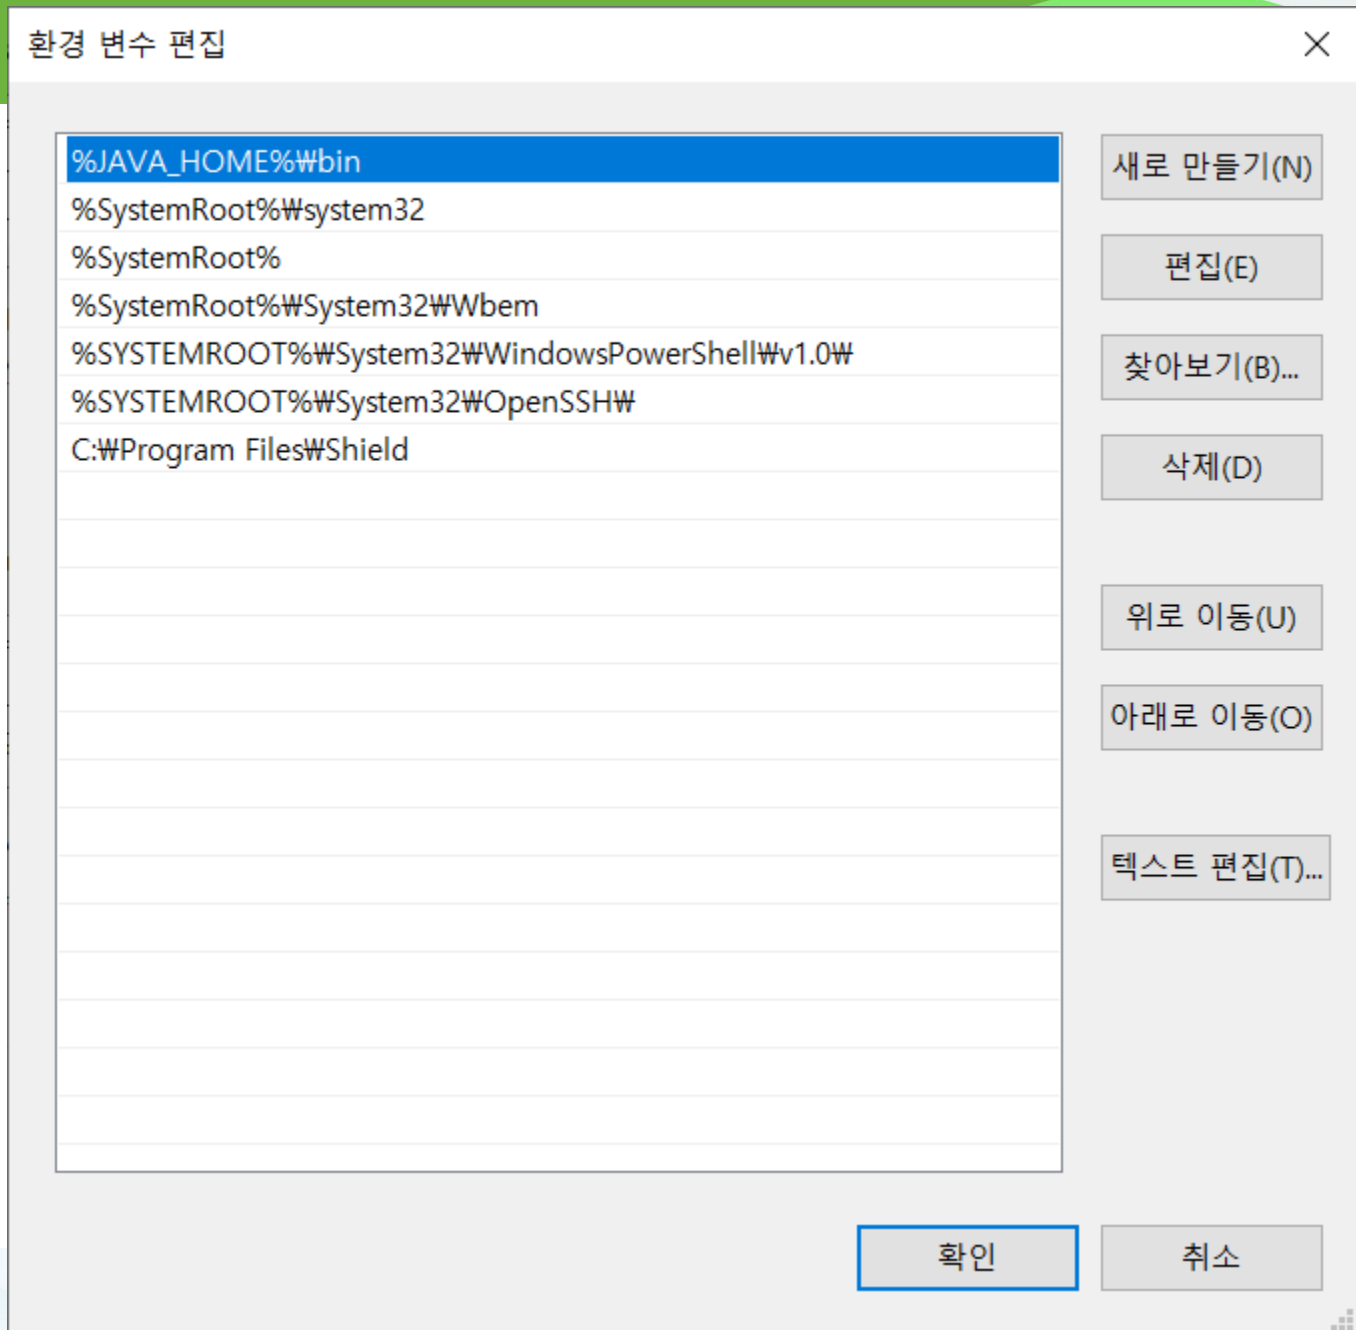 환경 변수 편집
%JAVA_HOME%₩bin
%SystemRoot%₩system32
%SystemRoot%
%SystemRoot%₩System32₩Wbem
%SYSTEMROOT%₩System32₩WindowsPowerShell₩v1.0₩
%SYSTEMROOT%₩System32₩OpenSSH₩
C:₩Program Files₩Shield
새로 만들기(N)
편집(E)
찾아보기(B)...
삭제(D)
위로 이동(U)
아래로 이동(O)
텍스트 편집(T)...
확인
취소